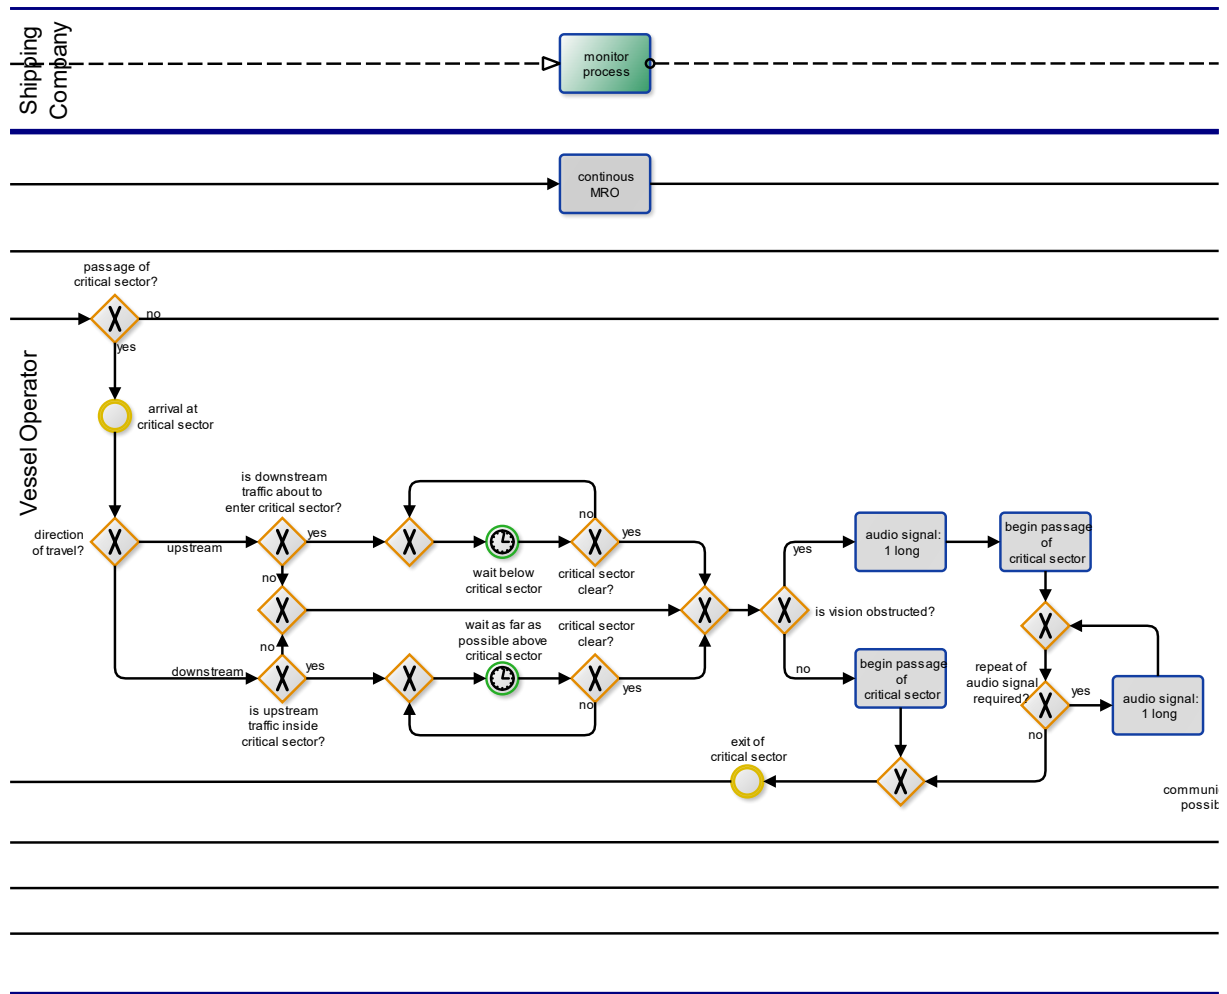 Shipping
Company
monitor
process
continous
MRO
passage of
critical sector?
no
yes
Vessel Operator
arrival at
critical sector
is downstream
traffic about to
enter critical sector?
direction
of travel?
upstream
yes
no
wait below
critical sector
no
yes
critical sector
clear?
downstream
no
yes
is upstream
traffic inside
critical sector?
wait as far as
possible above
critical sector
critical sector
clear?
yes
no
is vision obstructed?
yes
audio signal:
1 long
begin passage
of
critical sector
no
begin passage
of
critical sector
repeat of
audio signal
required?
yes
audio signal:
1 long
no
exit of
critical sector
communi
possib